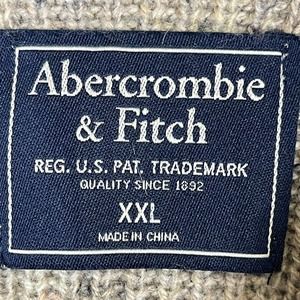 Abercrombie
& Fitch
REG. U.S. PAT. TRADEMARK
QUALITY SINCE 1892
XXL
MADE IN CHINA